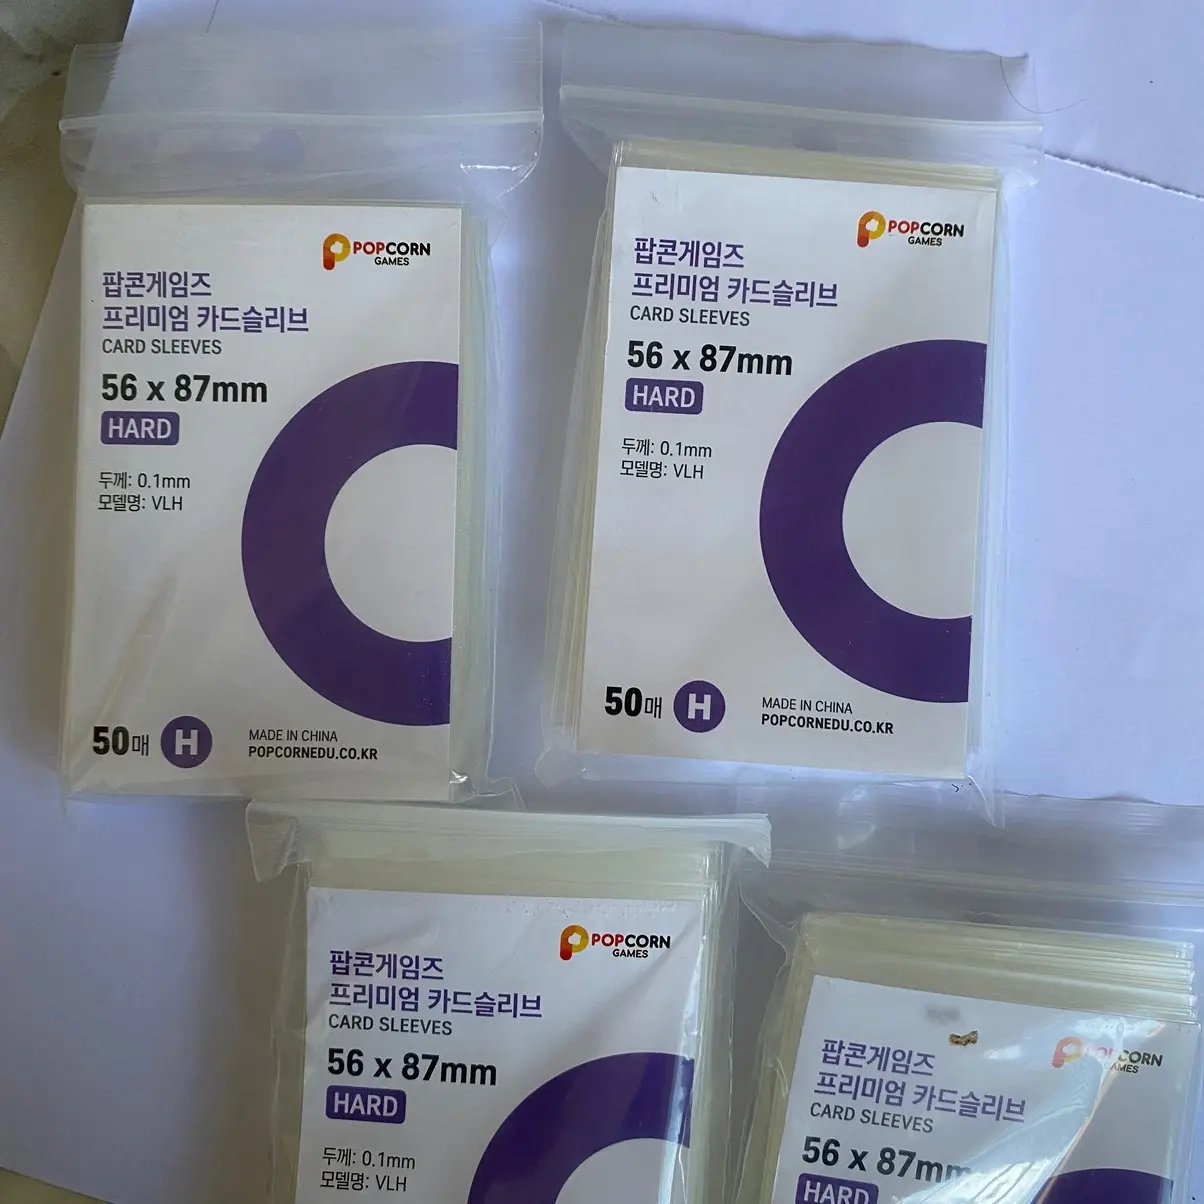 POPCORN
GAMES
팝콘게임즈
프리미엄 카드슬리브
CARD SLEEVES
56 x 87mm
HARD
두께: 0.1mm
모델명: VLH
50매 H
MADE IN CHINA
POPCORNEDU.CO.KR
POPCORN
GAMES
팝콘게임즈
프리미엄 카드슬리브
CARD SLEEVES
56 x 87mm
HARD
두께: 0.1mm
모델명: VLH
50매 H
MADE IN CHINA
POPCORNEDU.CO.KR
POPCORN
GAMES
팝콘게임즈
프리미엄 카드슬리브
CARD SLEEVES
56 x 87mm
HARD
두께: 0.1mm
모델명: VLH
POPCORN
GAMES
팝콘게임즈
프리미엄 카드슬리브
CARD SLEEVES
56 x 87mm
HARD